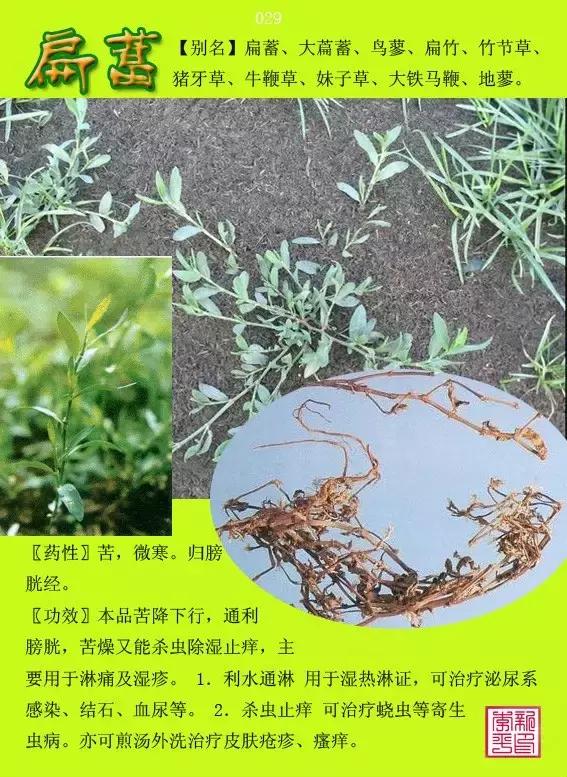 029
萹蓄
【别名】扁蓄、大萹蓄、鸟蓼、扁竹、竹节草、
猪牙草、牛鞭草、妹子草、大铁马鞭、地蓼。
〖药性〗苦，微寒。归膀
胱经。
〖功效〗本品苦降下行，通利
膀胱，苦燥又能杀虫除湿止痒，主
要用于淋痛及湿疹。 1．利水通淋 用于湿热淋证，可治疗泌尿系
感染、结石、血尿等。 2．杀虫止痒 可治疗蛲虫等寄生
虫病。亦可煎汤外洗治疗皮肤疮疹、瘙痒。